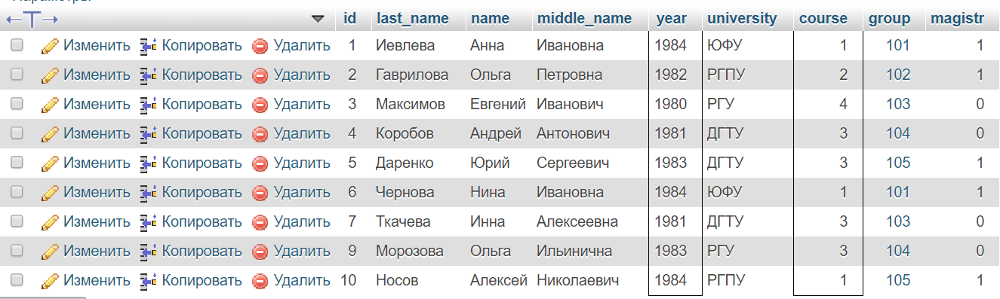 Параметры
id last_name name middle_name year university course group magistr
Изменить Копировать Удалить 1 Иевлева Анна Ивановна 1984 ЮФУ 1 101 1
Изменить Копировать Удалить 2 Гаврилова Ольга Петровна 1982 РГПУ 2 102 1
Изменить Копировать Удалить 3 Максимов Евгений Иванович 1980 РГУ 4 103 0
Изменить Копировать Удалить 4 Коробов Андрей Антонович 1981 ДГТУ 3 104 0
Изменить Копировать Удалить 5 Даренко Юрий Сергеевич 1983 ДГТУ 3 105 1
Изменить Копировать Удалить 6 Чернова Нина Ивановна 1984 ЮФУ 1 101 1
Изменить Копировать Удалить 7 Ткачева Инна Алексеевна 1981 ДГТУ 3 103 0
Изменить Копировать Удалить 9 Морозова Ольга Ильинична 1983 РГУ 3 104 0
Изменить Копировать Удалить 10 Носов Алексей Николаевич 1984 РГПУ 1 105 1